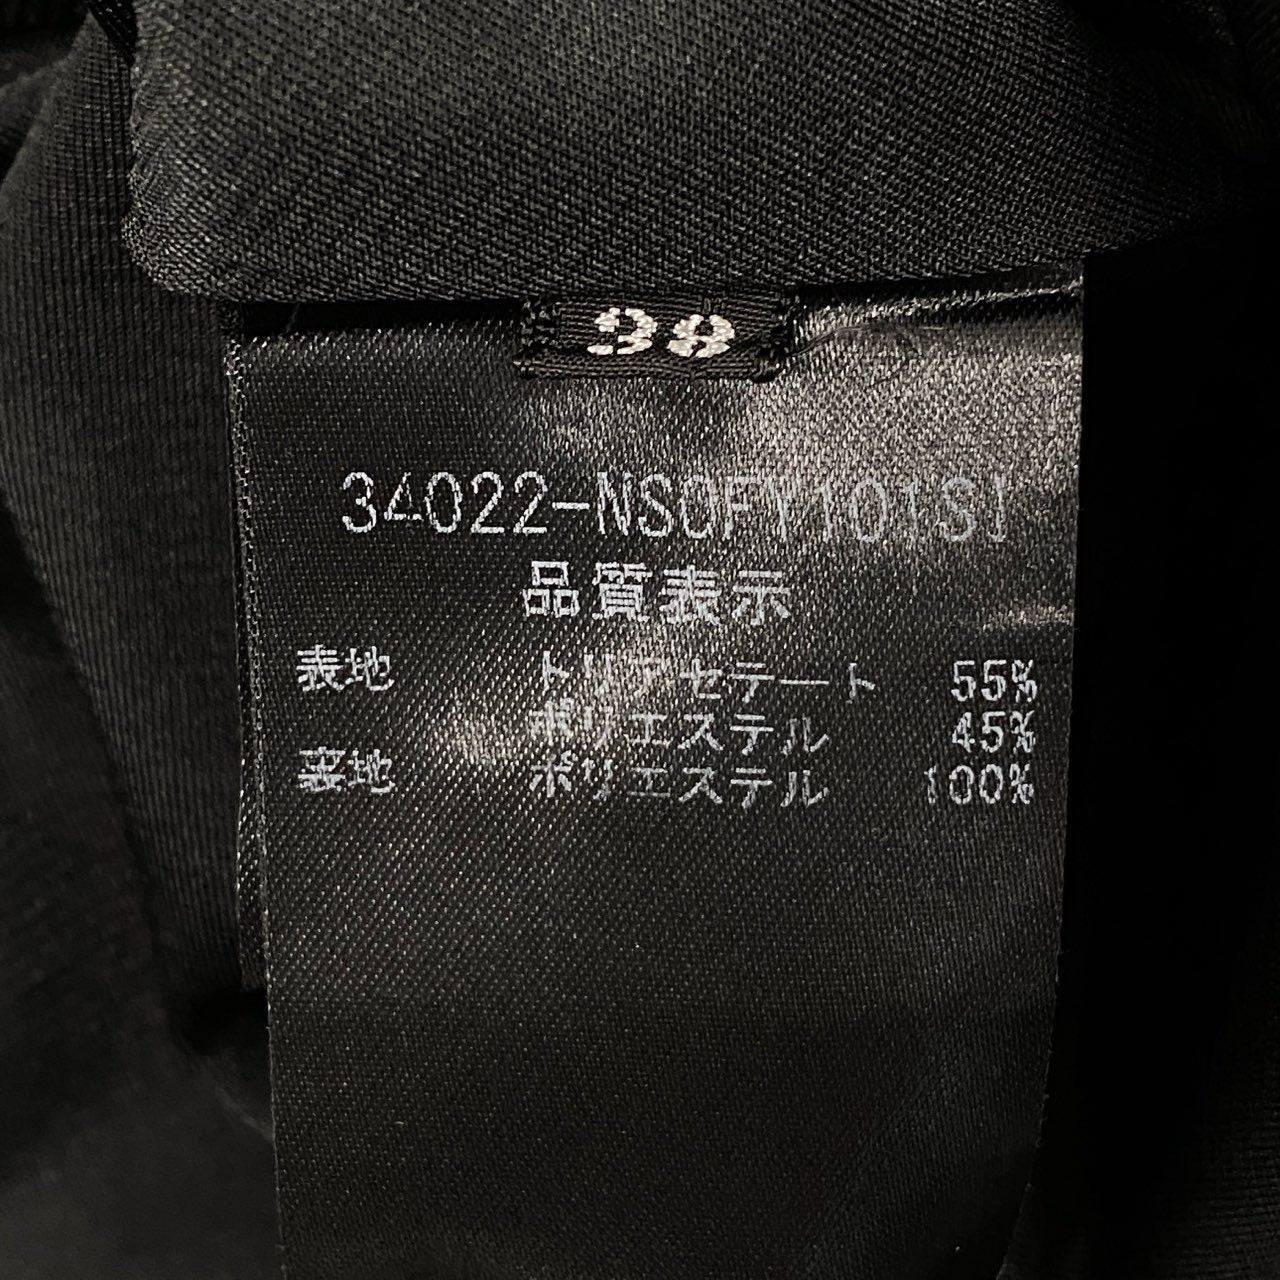 38
34022-NSOFY101SI
品質表示
表地 トリアセテート 55%
ポリエステル 45%
裏地 ポリエステル 100%